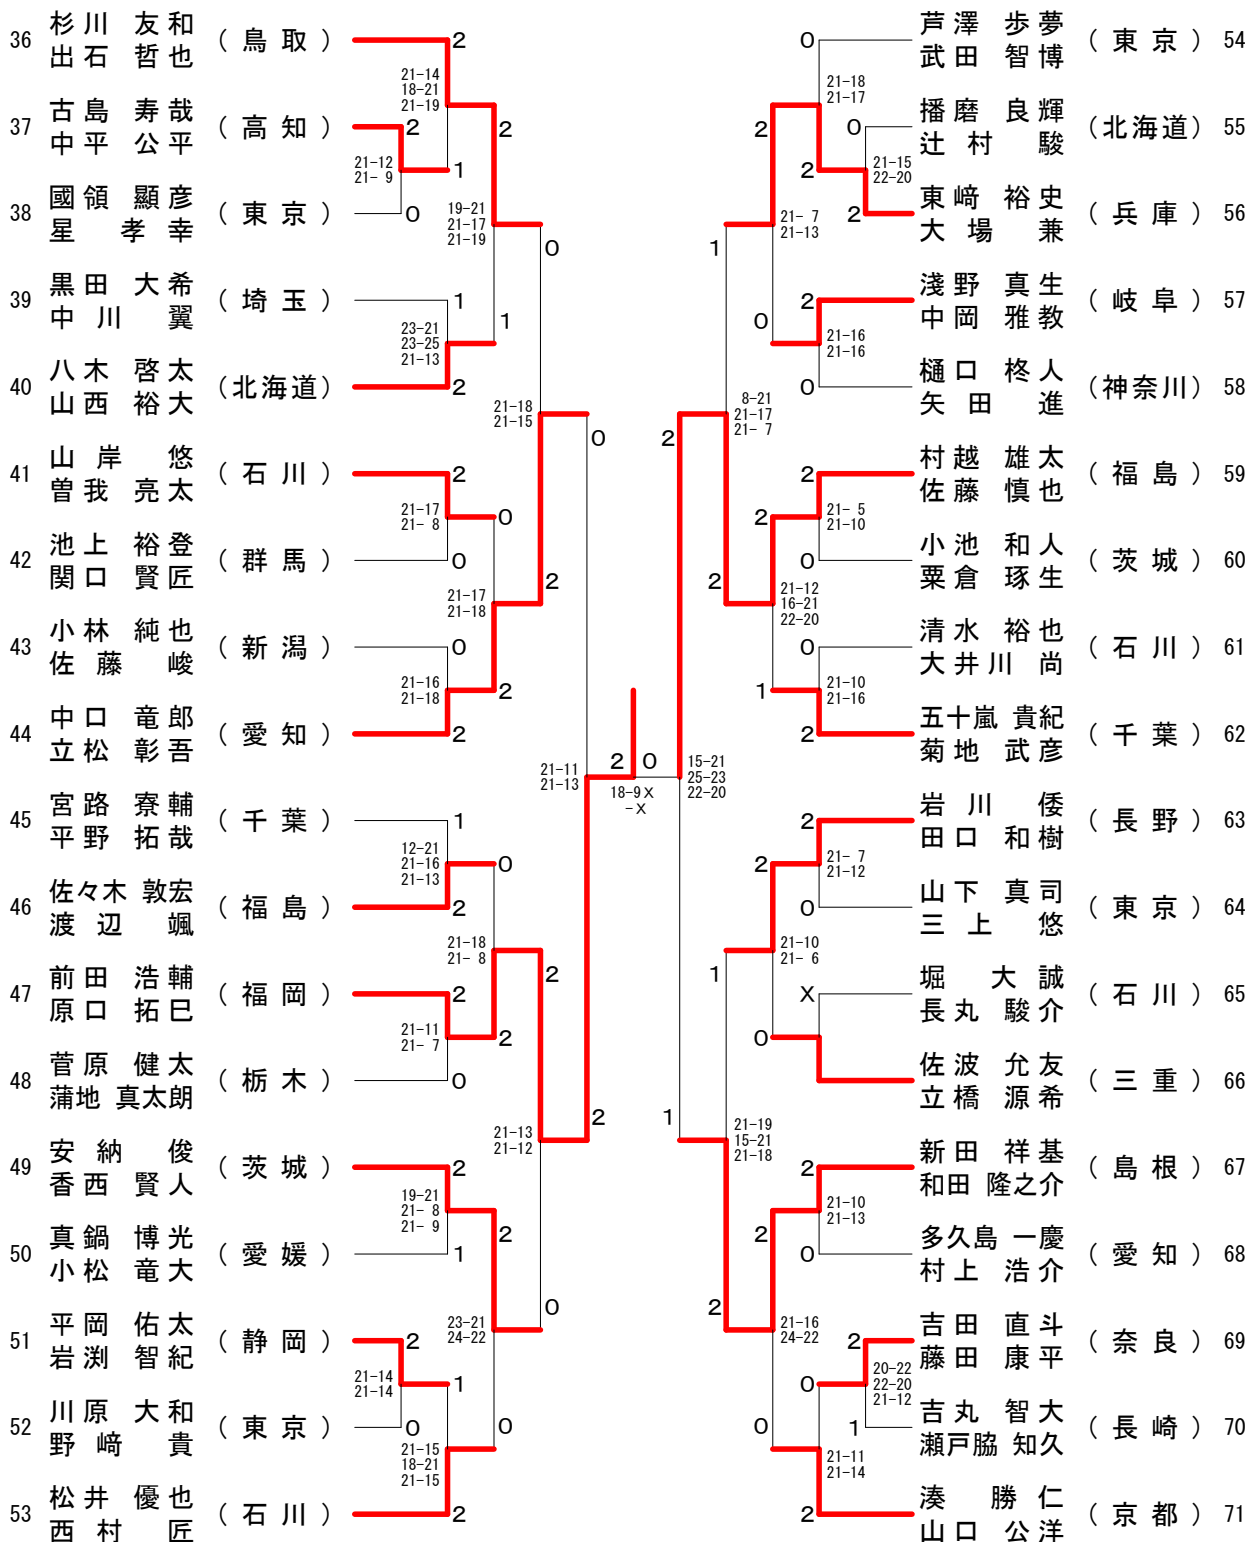 36 杉川 友和 (鳥取) 2
出石 哲也
21-14
18-21
21-19
37 古島 寿哉 (高知) 2
中平 公平
2
21-12
21- 9
1
38 國領 顯彦 (東京) 0
星 孝幸
19-21
21-17
21-19
0
39 黒田 大希 (埼玉) 1
中川 翼
23-21
23-25
21-13
1
40 八木 啓太 (北海道) 2
山西 裕大
21-18
21-15
0
41 山岸 悠 (石川) 2
曽我 亮太
21-17
21- 8
0
42 池上 裕登 (群馬) 0
関口 賢匠
2
21-17
21-18
43 小林 純也 (新潟) 0
佐藤 峻
21-16
21-18
2
44 中口 竜郎 (愛知) 2
立松 彰吾
21-11
21-13
45 宮路 寮輔 (千葉) 1
平野 拓哉
12-21
21-16
21-13
0
46 佐々木 敦宏 (福島) 2
渡辺 颯
21-18
21- 8
2
47 前田 浩輔 (福岡) 2
原口 拓巳
21-11
21- 7
2
48 菅原 健太 (栃木) 0
蒲地 真太朗
2
21-13
21-12
49 安納 俊 (茨城) 2
香西 賢人
19-21
21- 8
21- 9
2
50 真鍋 博光 (愛媛) 1
小松 竜大
0
23-21
24-22
51 平岡 佑太 (静岡) 2
岩渕 智紀
21-14
21-14
1
52 川原 大和 (東京) 0
野﨑 貴
0
21-15
18-21
21-15
53 松井 優也 (石川) 2
西村 匠
2 0
18-9 X
-X
0 芦澤 歩夢 (東京) 54
武田 智博
21-18
21-17
2
0 播磨 良輝 (北海道) 55
辻村 駿
2
21-15
22-20
2 東﨑 裕史 (兵庫) 56
大場 兼
21- 7
21-13
1
2 淺野 真生 (岐阜) 57
中岡 雅教
0
21-16
21-16
0 樋口 柊人 (神奈川) 58
矢田 進
8-21
21-17
21- 7
2
2 村越 雄太 (福島) 59
佐藤 慎也
2
21- 5
21-10
0 小池 和人 (茨城) 60
粟倉 琢生
2
21-12
16-21
22-20
0 清水 裕也 (石川) 61
大井川 尚
1
21-10
21-16
2 五十嵐 貴紀 (千葉) 62
菊地 武彦
15-21
25-23
22-20
2 岩川 倭 (長野) 63
田口 和樹
2
21- 7
21-12
0 山下 真司 (東京) 64
三上 悠
1
21-10
21- 6
X 堀 大誠 (石川) 65
長丸 駿介
0
佐波 允友 (三重) 66
立橋 源希
1
21-19
15-21
21-18
2 新田 祥基 (島根) 67
和田 隆之介
2
21-10
21-13
0 多久島 一慶 (愛知) 68
村上 浩介
2
21-16
24-22
2 吉田 直斗 (奈良) 69
藤田 康平
0
20-22
22-20
21-12
1 吉丸 智大 (長崎) 70
瀬戸脇 知久
0
21-11
21-14
2 湊 勝仁 (京都) 71
山口 公洋